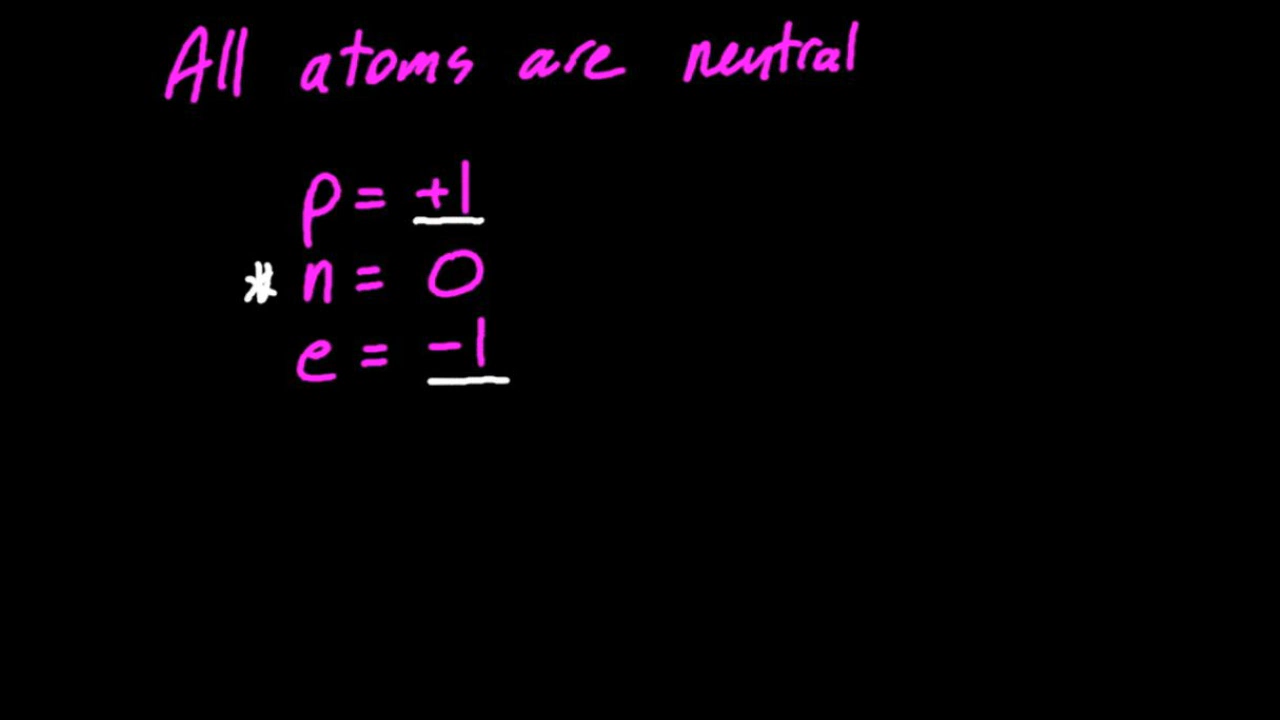 All atoms are neutral
p = +1
* n = 0
e = -1